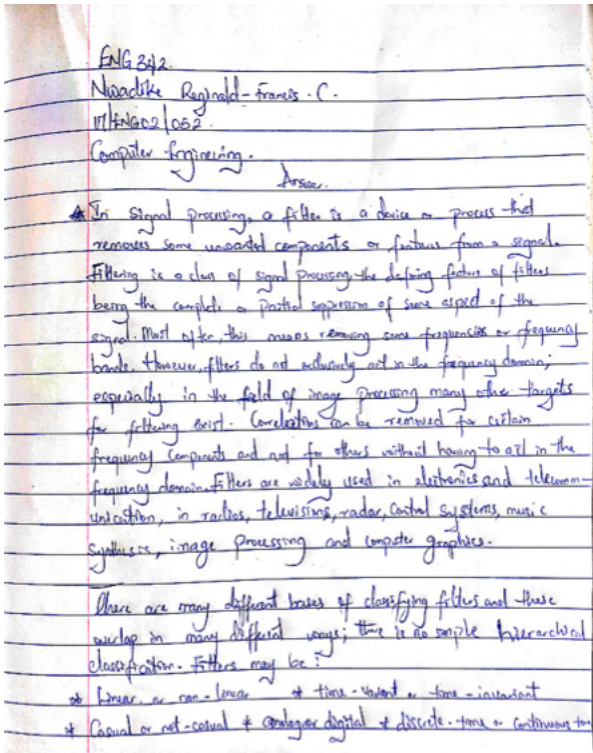 ENG 342.
Nwadike Reginald-Francis. C.
17/ENG02/052.
Computer Engineering.
Answer.
In signal processing, a filter is a device or process that
removes some unwanted components or features from a signal.
Filtering is a class of signal processing the defining feature of filters
being the complete or partial suppression of some aspect of the
signal. Most often, this means removing some frequencies or frequency
bands. However, filters do not exclusively act in the frequency domain;
especially in the field of image processing many other targets
for filtering exist. Correlations can be removed for certain
frequency components and not for others without having to act in the
frequency domain. Filters are widely used in electronics and telecomm-
unication, in radios, televisions, radar, control systems, music
synthesis, image processing and computer graphics.
There are many different bases of classifying filters and these
overlap in many different ways; there is no simple hierarchical
classification. Filters may be:
* Linear or non-linear * time-variant or time-invariant
* Casual or not-casual * analog or digital * discrete-time or continuous